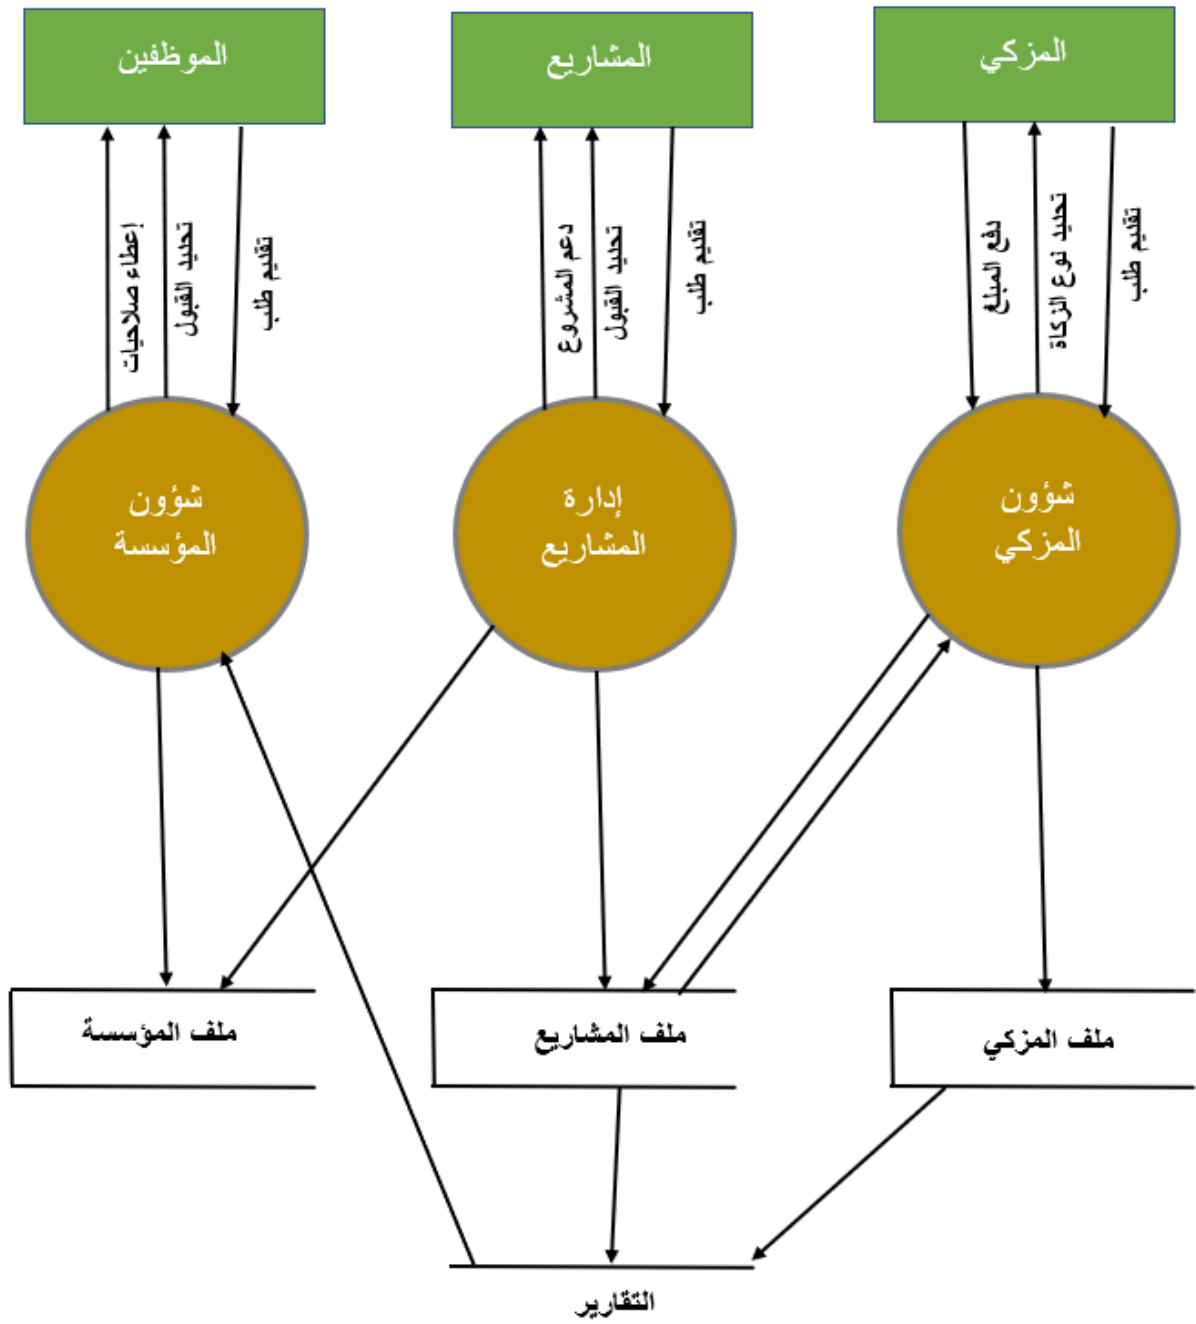 المزكي
المشاريع
الموظفين
تقديم طلب
تحديد نوع الزكاة
دفع المبلغ
تقديم طلب
تحديد القبول
دعم المشروع
تقديم طلب
تحديد القبول
إعطاء صلاحيات
شؤون
المزكي
إدارة
المشاريع
شؤون
المؤسسة
ملف المزكي
ملف المشاريع
ملف المؤسسة
التقارير